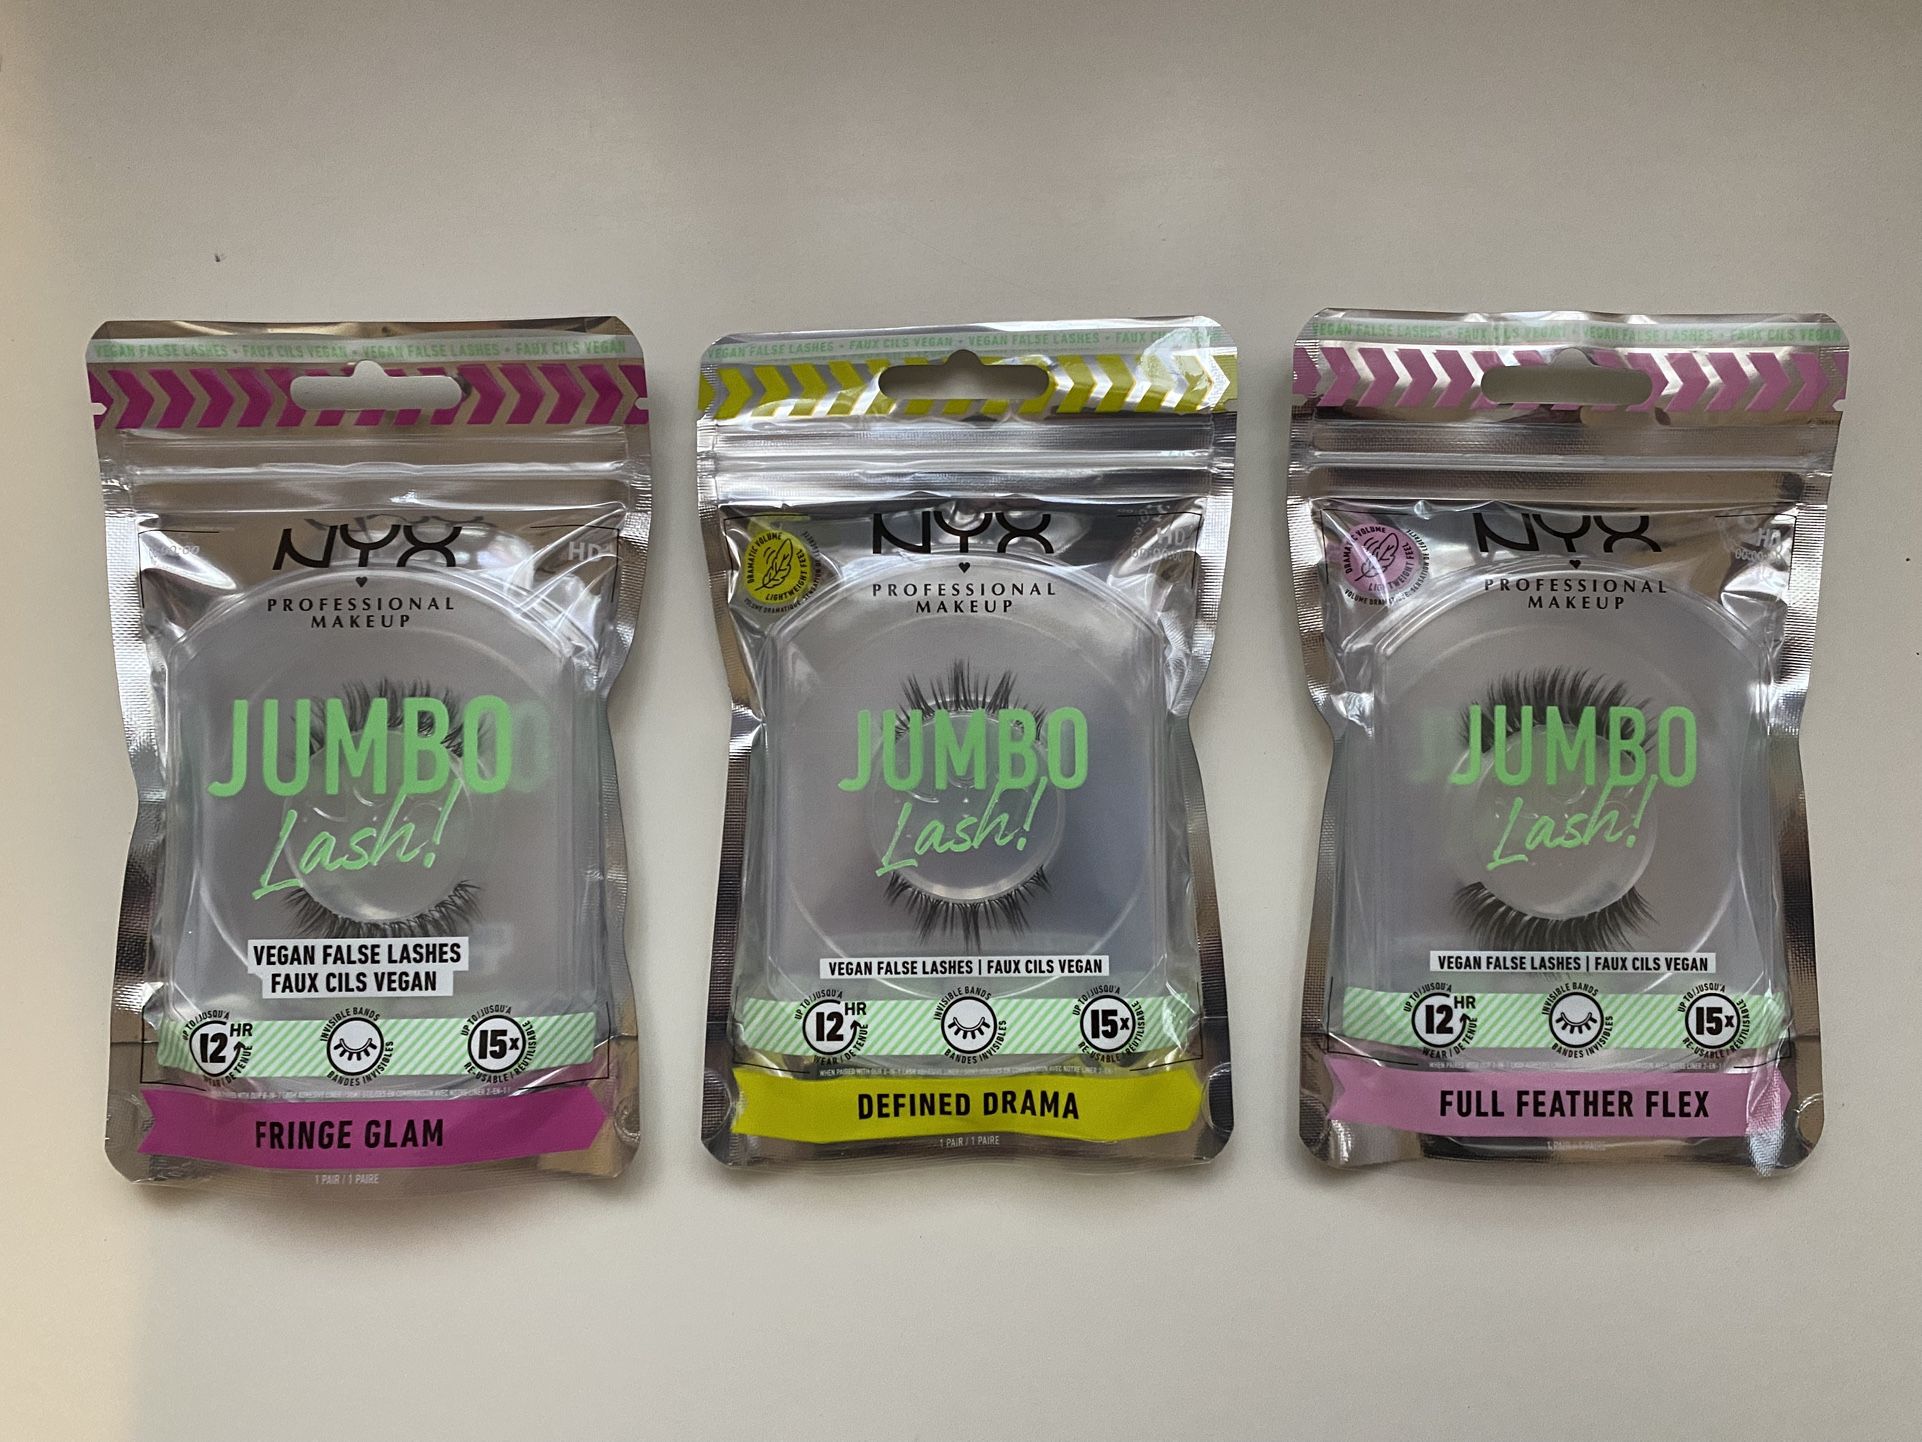 VEGAN FALSE LASHES • FAUX CILS VEGAN • VEGAN FALSE LASHES • FAUX CILS VEGAN
NYX
PROFESSIONAL
MAKEUP
HD
JUMBO
Lash!
VEGAN FALSE LASHES
FAUX CILS VEGAN
UP TO/JUSQU'À
12 HR
WEAR/DE TENUE
INVISIBLE BANDS
BANDES INVISIBLES
UP TO/JUSQU'À
15x
RE-USABLE/RÉUTILISABLE
FRINGE GLAM
1 PAIR / 1 PAIRE
VEGAN FALSE LASHES • FAUX CILS VEGAN • VEGAN FALSE LASHES •
DRAMATIC VOLUME
LIGHTWEIGHT FEEL
NYX
PROFESSIONAL
MAKEUP
HD
JUMBO
Lash!
VEGAN FALSE LASHES | FAUX CILS VEGAN
UP TO/JUSQU'À
12 HR
WEAR/DE TENUE
INVISIBLE BANDS
BANDES INVISIBLES
UP TO/JUSQU'À
15x
RE-USABLE/RÉUTILISABLE
DEFINED DRAMA
1 PAIR / 1 PAIRE
VEGAN FALSE LASHES • FAUX CILS VEGAN • VEGAN FALSE LASHES • FAUX CILS VEGAN
DRAMATIC VOLUME
LIGHTWEIGHT FEEL
NYX
PROFESSIONAL
MAKEUP
HD
JUMBO
Lash!
VEGAN FALSE LASHES | FAUX CILS VEGAN
UP TO/JUSQU'À
12 HR
WEAR/DE TENUE
INVISIBLE BANDS
BANDES INVISIBLES
UP TO/JUSQU'À
15x
RE-USABLE/RÉUTILISABLE
FULL FEATHER FLEX
1 PAIR / 1 PAIRE